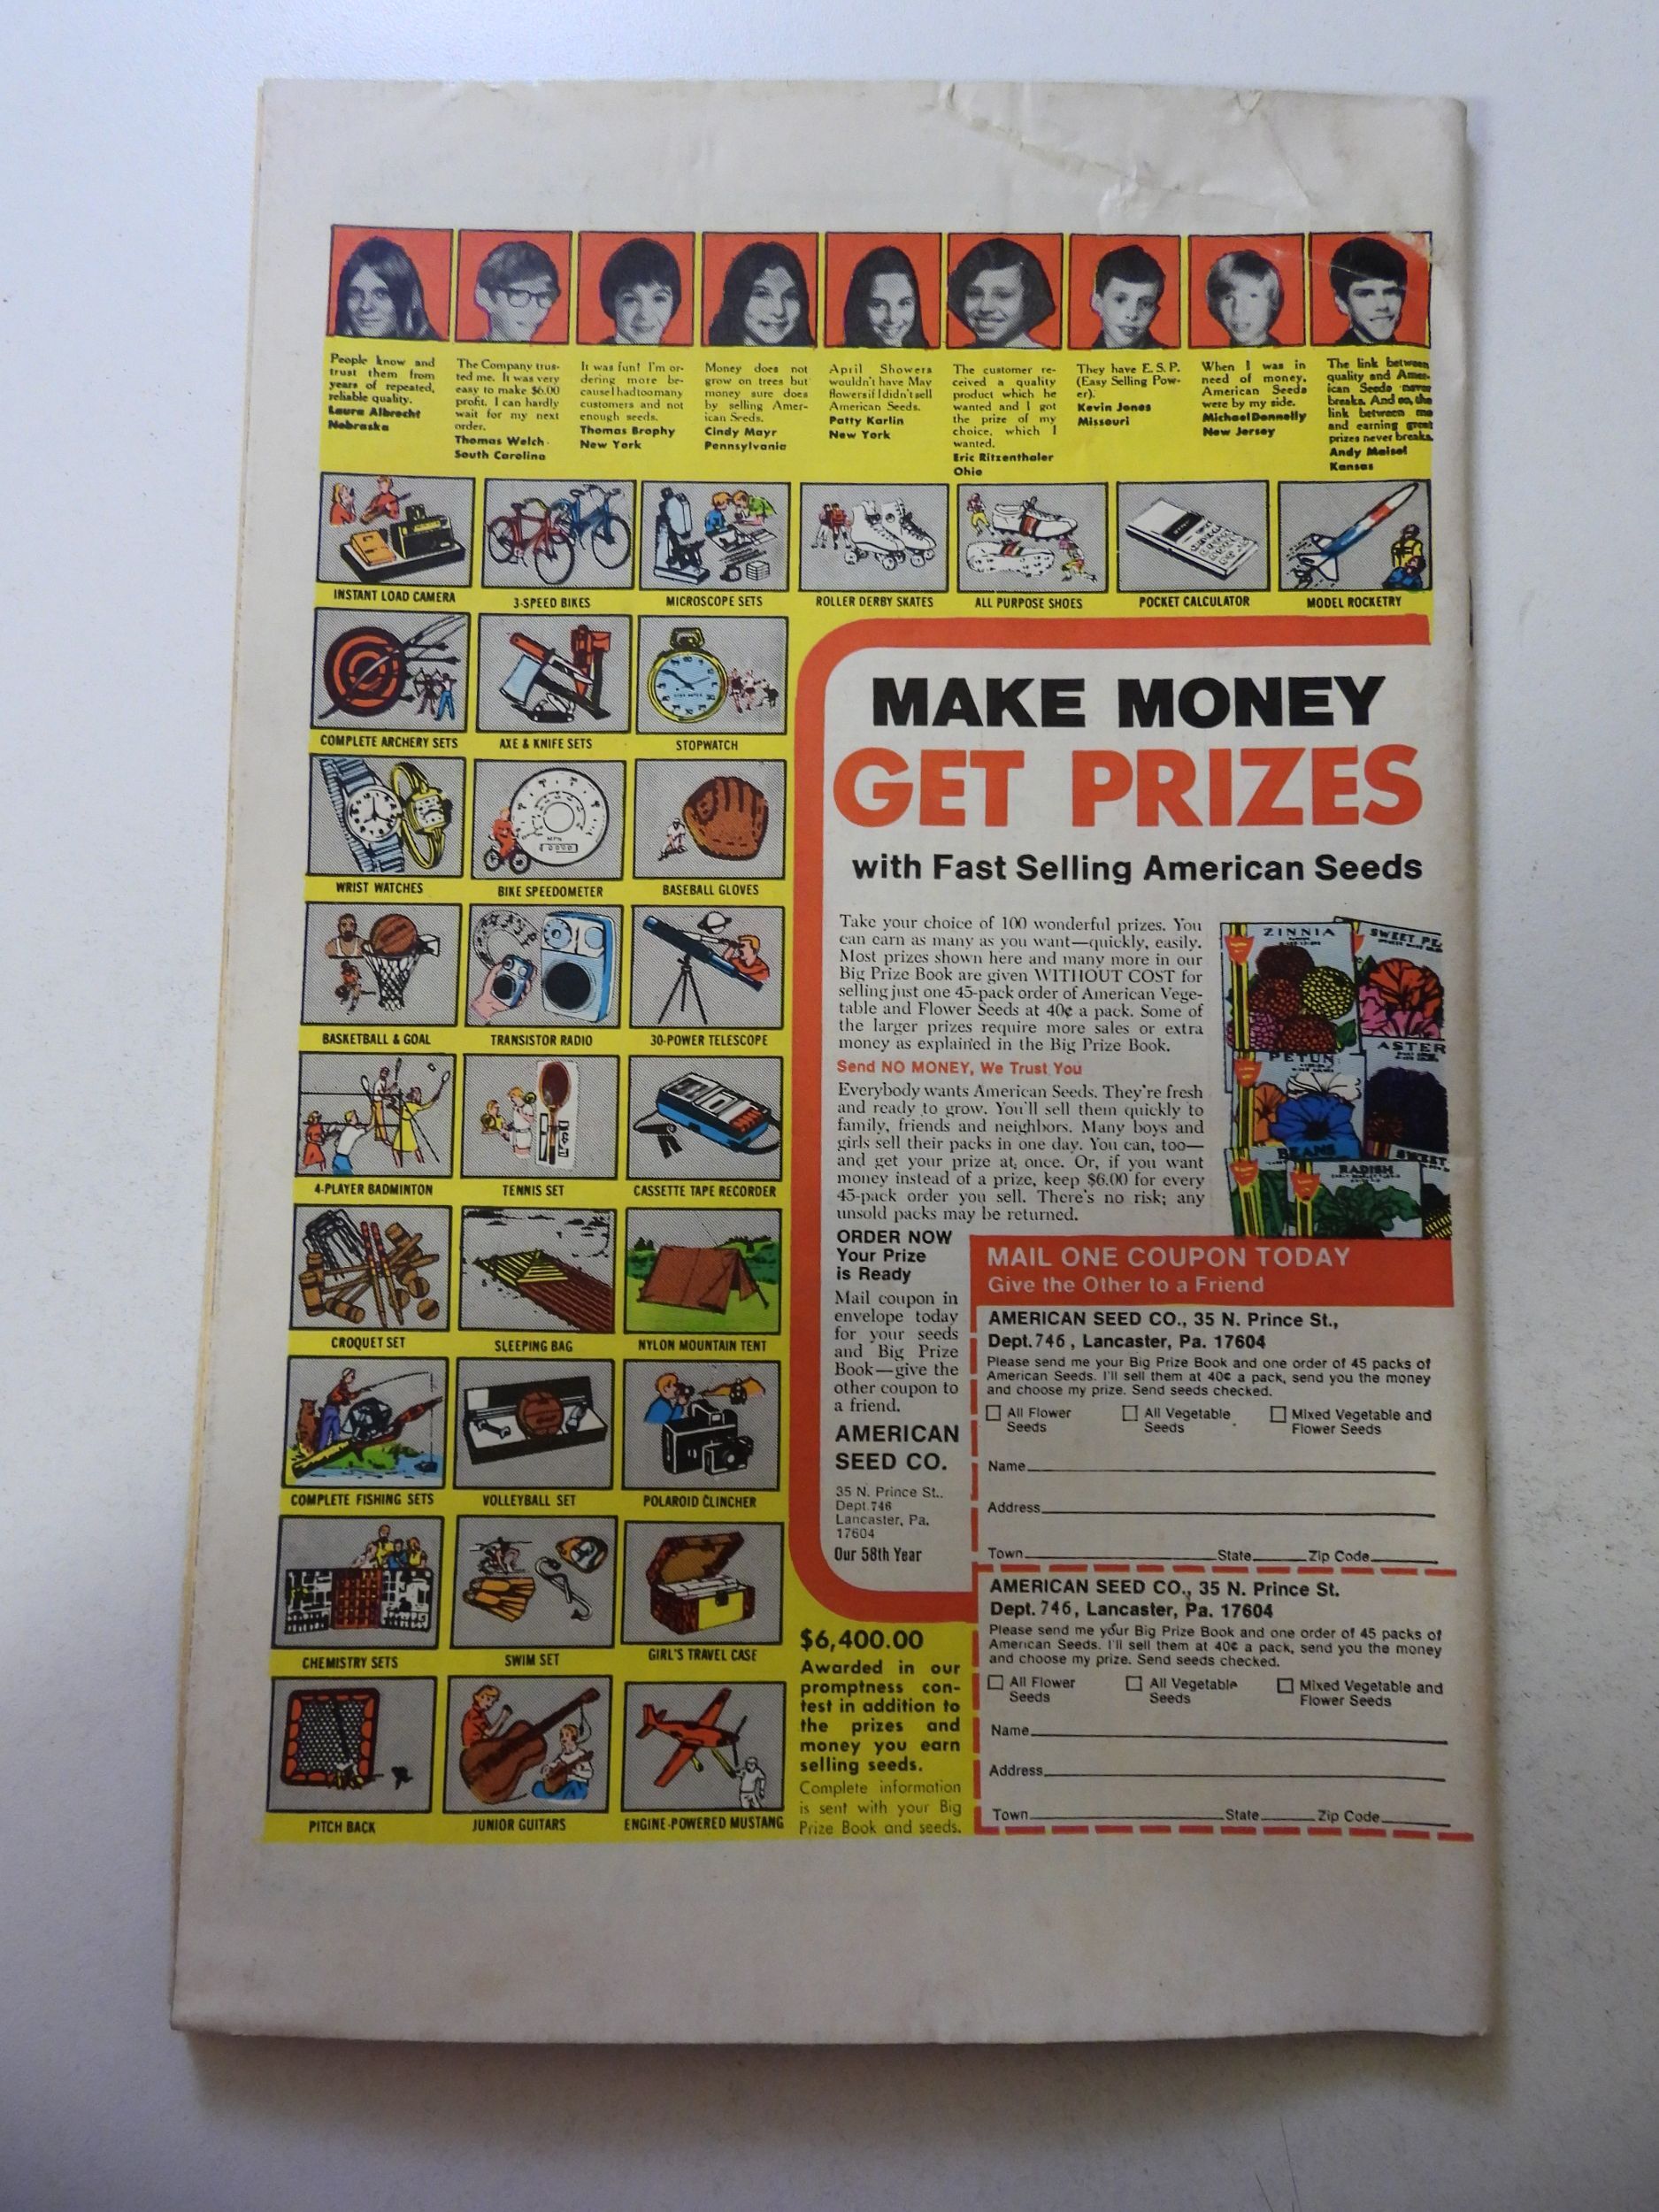 People know and
trust them from
years of repeated,
reliable quality.
Laura Albrecht
Nebraska
The Company trus-
ted me. It was very
easy to make $6.00
profit. I can hardly
wait for my next
order.
Thomas Welch
South Carolina
It was fun! I'm or-
dering more be-
cause I had too many
customers and not
enough seeds.
Thomas Brophy
New York
Money does not
grow on trees but
money sure does
by selling Amer-
ican Seeds.
Cindy Mayr
Pennsylvania
April Showers
wouldn't have May
flowers if I didn't sell
American Seeds.
Patty Karlin
New York
The customer re-
ceived a quality
product which he
wanted and I got
the prize of my
choice, which I
wanted.
Eric Ritzenthaler
Ohio
They have E.S.P.
(Easy Selling Pow-
er).
Kevin Jones
Missouri
When I was in
need of money,
American Seeds
were by my side.
Michael Donnelly
New Jersey
The link between
quality and Amer-
ican Seeds never
breaks. And so, the
link between me
and earning great
prizes never breaks.
Andy Maisel
Kansas
INSTANT LOAD CAMERA
3-SPEED BIKES
MICROSCOPE SETS
ROLLER DERBY SKATES
ALL PURPOSE SHOES
POCKET CALCULATOR
MODEL ROCKETRY
COMPLETE ARCHERY SETS
AXE & KNIFE SETS
STOPWATCH
WRIST WATCHES
BIKE SPEEDOMETER
BASEBALL GLOVES
BASKETBALL & GOAL
TRANSISTOR RADIO
30-POWER TELESCOPE
4-PLAYER BADMINTON
TENNIS SET
CASSETTE TAPE RECORDER
CROQUET SET
SLEEPING BAG
NYLON MOUNTAIN TENT
COMPLETE FISHING SETS
VOLLEYBALL SET
POLAROID CLINCHER
CHEMISTRY SETS
SWIM SET
GIRL'S TRAVEL CASE
PITCH BACK
JUNIOR GUITARS
ENGINE-POWERED MUSTANG
MAKE MONEY
GET PRIZES
with Fast Selling American Seeds
Take your choice of 100 wonderful prizes. You
can earn as many as you want—quickly, easily.
Most prizes shown here and many more in our
Big Prize Book are given WITHOUT COST for
selling just one 45-pack order of American Vege-
table and Flower Seeds at 40¢ a pack. Some of
the larger prizes require more sales or extra
money as explained in the Big Prize Book.
Send NO MONEY, We Trust You
Everybody wants American Seeds. They're fresh
and ready to grow. You'll sell them quickly to
family, friends and neighbors. Many boys and
girls sell their packs in one day. You can, too—
and get your prize at once. Or, if you want
money instead of a prize, keep $6.00 for every
45-pack order you sell. There's no risk; any
unsold packs may be returned.
ZINNIA
SWEET PE
PETUN
ASTER
BEANS
RADISH
SWEET
ORDER NOW
Your Prize
is Ready
Mail coupon in
envelope today
for your seeds
and Big Prize
Book—give the
other coupon to
a friend.
AMERICAN
SEED CO.
35 N. Prince St.,
Dept. 746
Lancaster, Pa.
17604
Our 58th Year
MAIL ONE COUPON TODAY
Give the Other to a Friend
AMERICAN SEED CO., 35 N. Prince St.,
Dept. 746, Lancaster, Pa. 17604
Please send me your Big Prize Book and one order of 45 packs of
American Seeds. I'll sell them at 40¢ a pack, send you the money
and choose my prize. Send seeds checked.
All Flower Seeds
All Vegetable Seeds
Mixed Vegetable and Flower Seeds
Name
Address
Town State Zip Code
AMERICAN SEED CO., 35 N. Prince St.
Dept. 746, Lancaster, Pa. 17604
Please send me your Big Prize Book and one order of 45 packs of
American Seeds. I'll sell them at 40¢ a pack, send you the money
and choose my prize. Send seeds checked.
All Flower Seeds
All Vegetable Seeds
Mixed Vegetable and Flower Seeds
Name
Address
Town State Zip Code
$6,400.00
Awarded in our
promptness con-
test in addition to
the prizes and
money you earn
selling seeds.
Complete information
is sent with your Big
Prize Book and seeds.